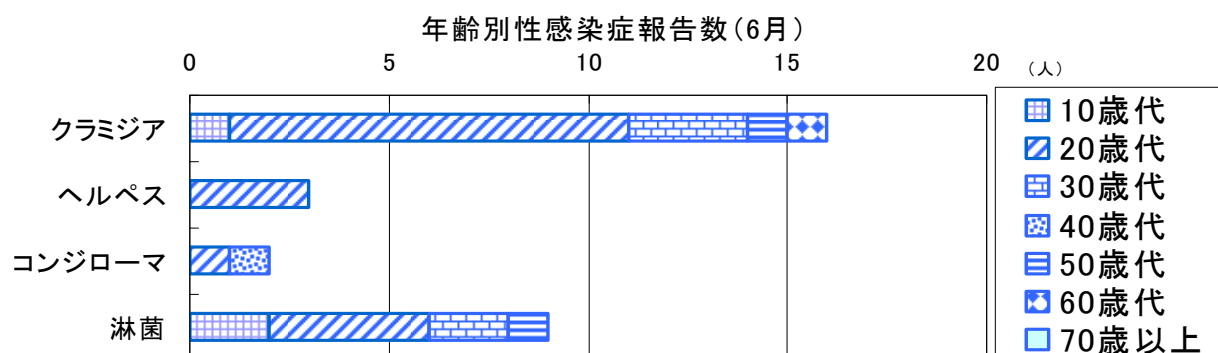 年齢別性感染症報告数(6月)
0 5 10 15 20 (人)
クラミジア
ヘルペス
コンジローマ
淋菌
10歳代
20歳代
30歳代
40歳代
50歳代
60歳代
70歳以上